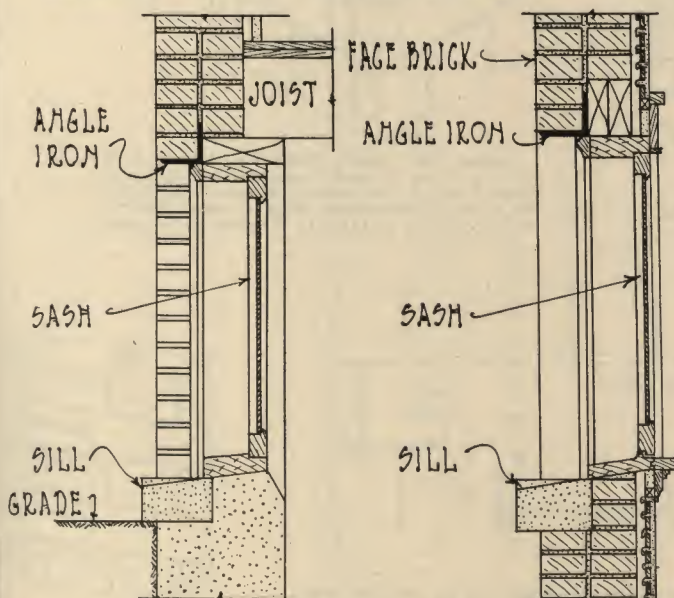 JOIST
ANGLE
IRON
SASH
SILL
GRADE
FACE BRICK
ANGLE IRON
SASH
SILL